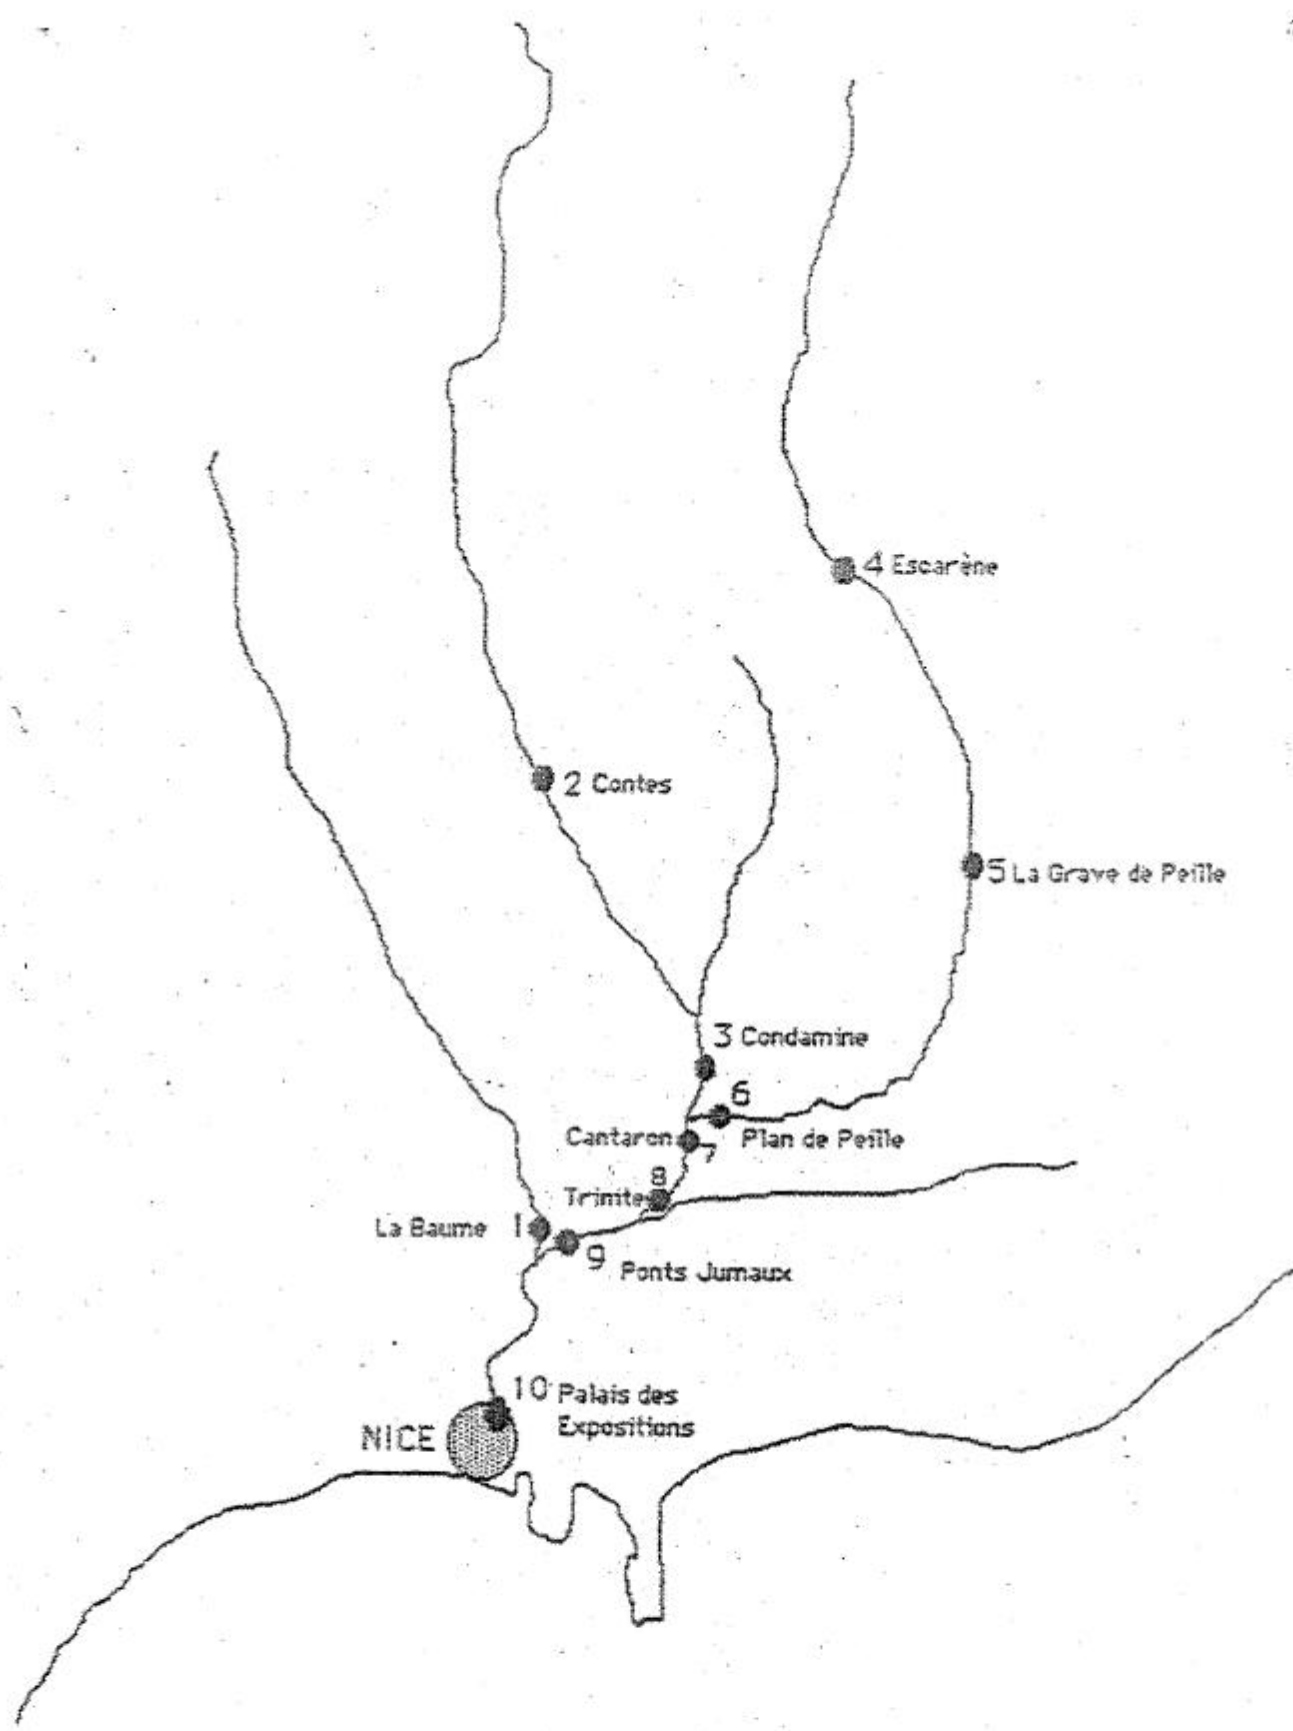 4 Escarène
2 Contes
5 La Grave de Peille
3 Condamine
6
Cantaron 7
Plan de Peille
8
Trinite
La Baume 1
9 Ponts Jumaux
10 Palais des
Expositions
NICE